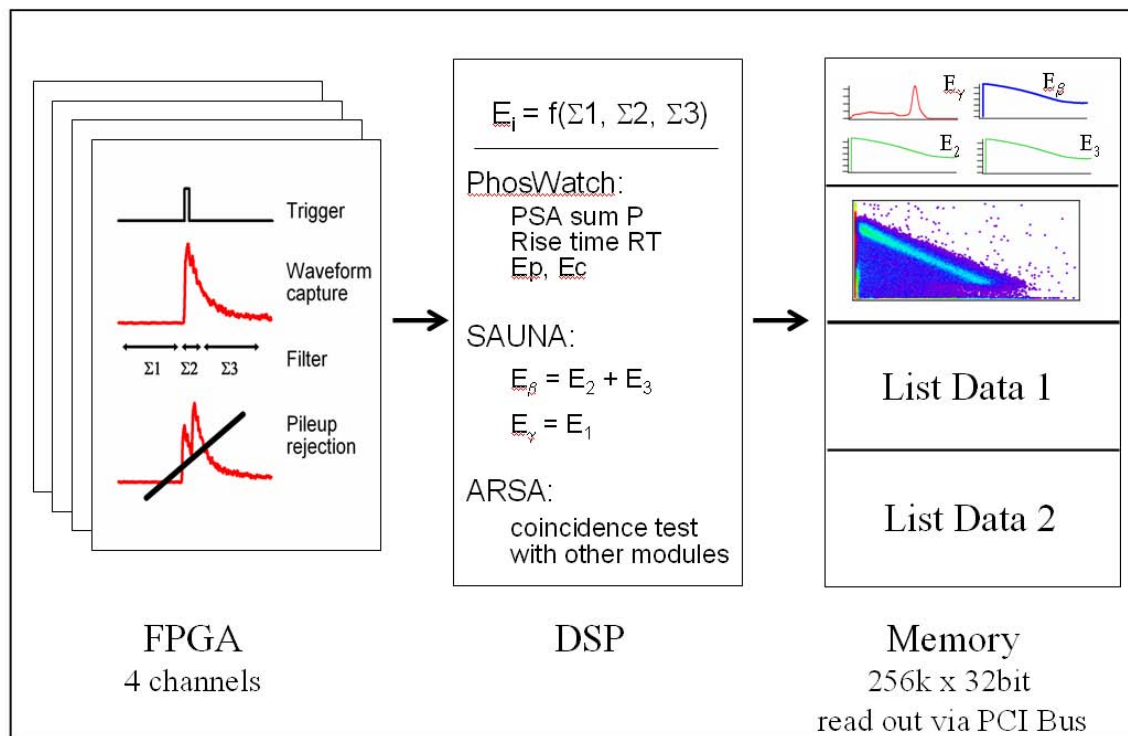 Trigger
Waveform
capture
Filter
Σ1 Σ2 Σ3
Pileup
rejection
FPGA
4 channels
Ei = f(Σ1, Σ2, Σ3)
PhosWatch:
PSA sum P
Rise time RT
Ep, Ec
SAUNA:
Eβ = E2 + E3
Eγ = E1
ARSA:
coincidence test
with other modules
DSP
Eγ Eβ
E2 E3
List Data 1
List Data 2
Memory
256k x 32bit
read out via PCI Bus